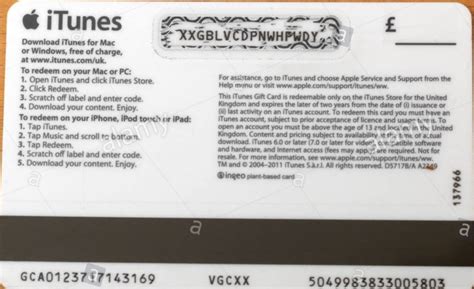 iTunes
XXGBLVCDPNWHPWDY
£
Download iTunes for Mac
or Windows, free of charge,
at www.itunes.com/uk.
To redeem on your Mac or PC:
1. Open iTunes and click iTunes Store.
2. Click Redeem.
3. Scratch off label and enter code.
4. Download your content. Enjoy.
To redeem on your iPhone, iPod touch or iPad:
1. Tap iTunes.
2. Tap Music and scroll to bottom.
3. Tap Redeem.
4. Scratch off label and enter code.
5. Download your content. Enjoy.
For assistance, go to iTunes and choose Apple Service and Support from the
Help menu or visit www.apple.com/support/itunes/ww.
This iTunes Gift Card is redeemable only on the iTunes Store for the United
Kingdom and expires the later of two years from the date of (i) issuance or
(ii) last activity on an iTunes account. To redeem this card you must have an
iTunes account, subject to prior acceptance of licence and usage
must be above the age of 13 and located in the United
Kingdom. Content and pricing subject to availability at the time of
download. iTunes 6.0 or later (7.0 or later for video), compatible software
and hardware, and Internet access (fees may apply) are required. Not for
resale. For more information, see www.apple.com/support/itunes/ww.
TM © 2004–2011 iTunes S.à.r.l. All rights reserved. D5717B/A A2349
ingeo plant-based card
137966
alamy
GCA01237 7143169
VGCXX
5049983833005803